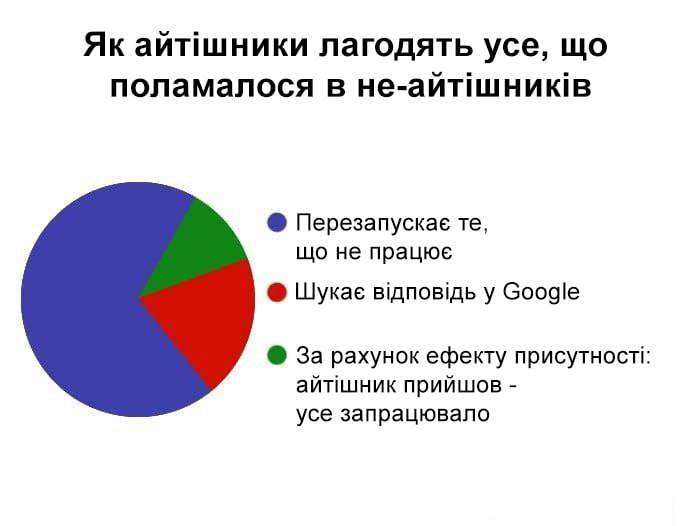 Як айтішники лагодять усе, що
поламалося в не-айтішників
Перезапускає те,
що не працює
Шукає відповідь у Google
За рахунок ефекту присутності:
айтішник прийшов -
усе запрацювало